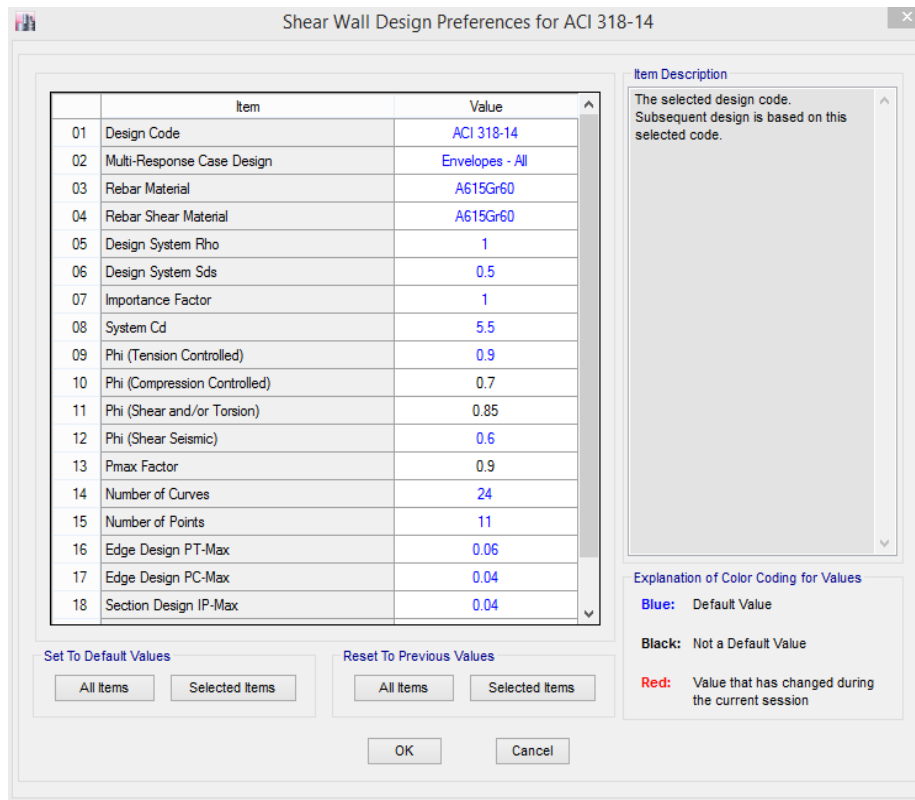 Shear Wall Design Preferences for ACI 318-14
Item Value
01 Design Code ACI 318-14
02 Multi-Response Case Design Envelopes - All
03 Rebar Material A615Gr60
04 Rebar Shear Material A615Gr60
05 Design System Rho 1
06 Design System Sds 0.5
07 Importance Factor 1
08 System Cd 5.5
09 Phi (Tension Controlled) 0.9
10 Phi (Compression Controlled) 0.7
11 Phi (Shear and/or Torsion) 0.85
12 Phi (Shear Seismic) 0.6
13 Pmax Factor 0.9
14 Number of Curves 24
15 Number of Points 11
16 Edge Design PT-Max 0.06
17 Edge Design PC-Max 0.04
18 Section Design IP-Max 0.04
Item Description
The selected design code.
Subsequent design is based on this
selected code.
Explanation of Color Coding for Values
Blue: Default Value
Black: Not a Default Value
Red: Value that has changed during
the current session
Set To Default Values
All Items Selected Items
Reset To Previous Values
All Items Selected Items
OK Cancel